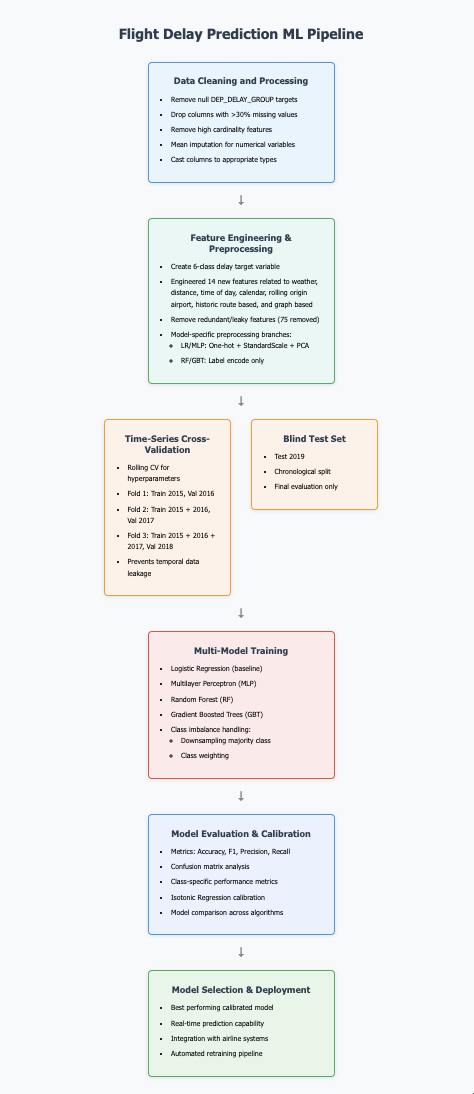 Flight Delay Prediction ML Pipeline
Data Cleaning and Processing
▪ Remove null DEP_DELAY_GROUP targets
▪ Drop columns with >30% missing values
▪ Remove high cardinality features
▪ Mean imputation for numerical variables
▪ Cast columns to appropriate types
↓
Feature Engineering &
Preprocessing
▪ Create 6-class delay target variable
▪ Engineered 14 new features related to weather,
distance, time of day, calendar, rolling origin
airport, historic route based, and graph based
▪ Remove redundant/leaky features (75 removed)
▪ Model-specific preprocessing branches:
❖ LR/MLP: One-hot + StandardScale + PCA
❖ RF/GBT: Label encode only
↓
Time-Series Cross-
Validation
▪ Rolling CV for
hyperparameters
▪ Fold 1: Train 2015, Val 2016
▪ Fold 2: Train 2015 + 2016,
Val 2017
▪ Fold 3: Train 2015 + 2016 +
2017, Val 2018
▪ Prevents temporal data
leakage
Blind Test Set
▪ Test 2019
▪ Chronological split
▪ Final evaluation only
↓
Multi-Model Training
▪ Logistic Regression (baseline)
▪ Multilayer Perceptron (MLP)
▪ Random Forest (RF)
▪ Gradient Boosted Trees (GBT)
▪ Class imbalance handling:
❖ Downsampling majority class
❖ Class weighting
↓
Model Evaluation & Calibration
▪ Metrics: Accuracy, F1, Precision, Recall
▪ Confusion matrix analysis
▪ Class-specific performance metrics
▪ Isotonic Regression calibration
▪ Model comparison across algorithms
↓
Model Selection & Deployment
▪ Best performing calibrated model
▪ Real-time prediction capability
▪ Integration with airline systems
▪ Automated retraining pipeline